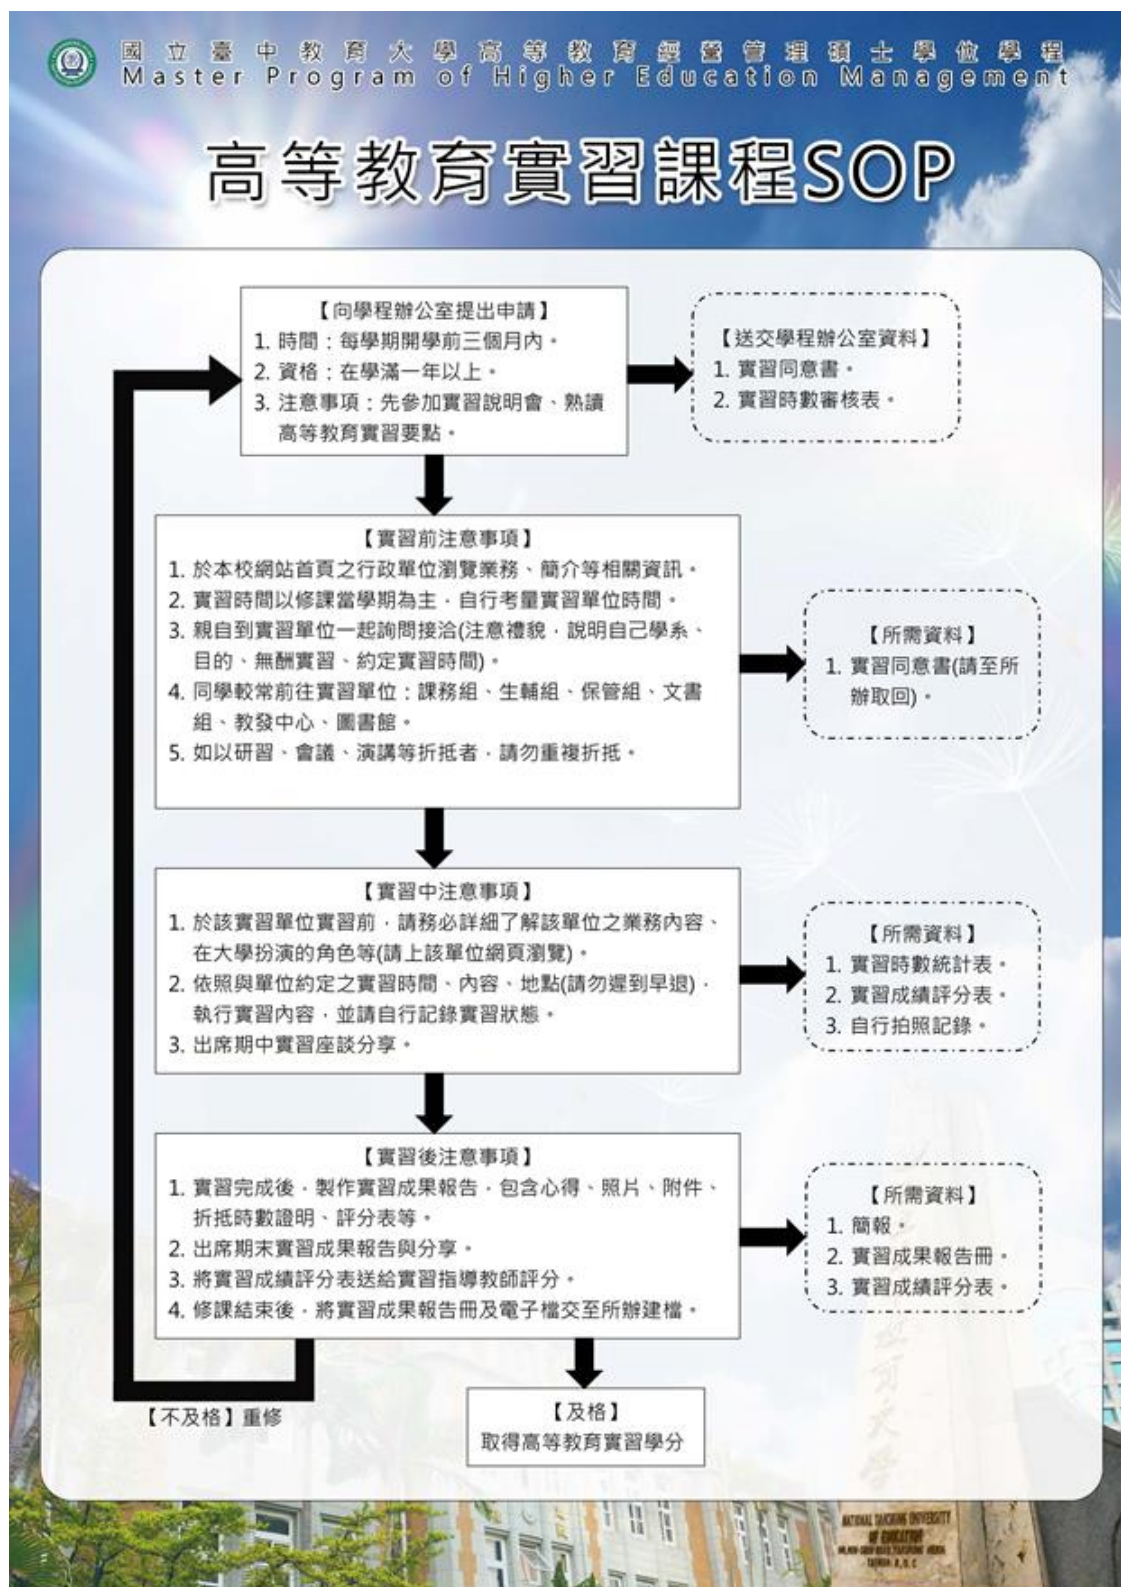 國立臺中教育大學高等教育經營管理碩士學位學程
Master Program of Higher Education Management
高等教育實習課程SOP
【向學程辦公室提出申請】
1. 時間：每學期開學前三個月內。
2. 資格：在學滿一年以上。
3. 注意事項：先參加實習說明會、熟讀
高等教育實習要點。
【送交學程辦公室資料】
1. 實習同意書。
2. 實習時數審核表。
【實習前注意事項】
1. 於本校網站首頁之行政單位瀏覽業務、簡介等相關資訊。
2. 實習時間以修課當學期為主，自行考量實習單位時間。
3. 親自到實習單位一起詢問接洽(注意禮貌，說明自己學系、
目的、無酬實習、約定實習時間)。
4. 同學較常前往實習單位：課務組、生輔組、保管組、文書
組、教發中心、圖書館。
5. 如以研習、會議、演講等折抵者，請勿重複折抵。
【所需資料】
1. 實習同意書(請至所
辦取回)。
【實習中注意事項】
1. 於該實習單位實習前，請務必詳細了解該單位之業務內容、
在大學扮演的角色等(請上該單位網頁瀏覽)。
2. 依照與單位約定之實習時間、內容、地點(請勿遲到早退)，
執行實習內容，並請自行記錄實習狀態。
3. 出席期中實習座談分享。
【所需資料】
1. 實習時數統計表。
2. 實習成績評分表。
3. 自行拍照記錄。
【實習後注意事項】
1. 實習完成後，製作實習成果報告，包含心得、照片、附件、
折抵時數證明、評分表等。
2. 出席期末實習成果報告與分享。
3. 將實習成績評分表送給實習指導教師評分。
4. 修課結束後，將實習成果報告冊及電子檔交至所辦建檔。
【所需資料】
1. 簡報。
2. 實習成果報告冊
3. 實習成績評分表。
【不及格】重修
【及格】
取得高等教育實習學分
NATIONAL TAICHUNG UNIVERSITY
OF EDUCATION
TAIWAN R.O.C